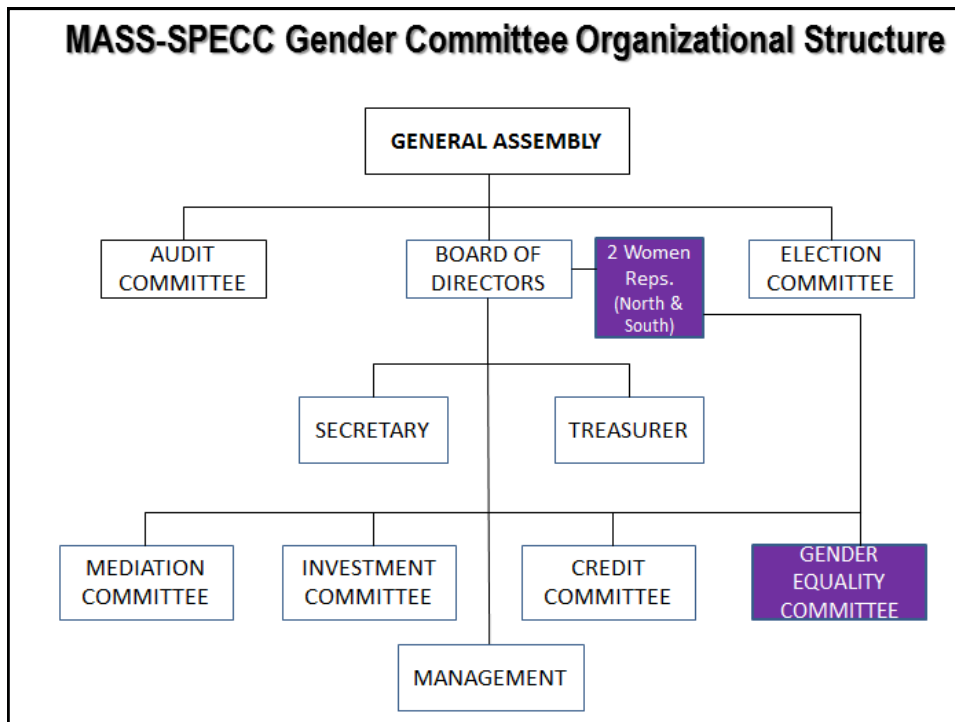 MASS-SPECC Gender Committee Organizational Structure
GENERAL ASSEMBLY
AUDIT
COMMITTEE
BOARD OF
DIRECTORS
2 Women
Reps.
(North &
South)
ELECTION
COMMITTEE
SECRETARY
TREASURER
MEDIATION
COMMITTEE
INVESTMENT
COMMITTEE
CREDIT
COMMITTEE
GENDER
EQUALITY
COMMITTEE
MANAGEMENT